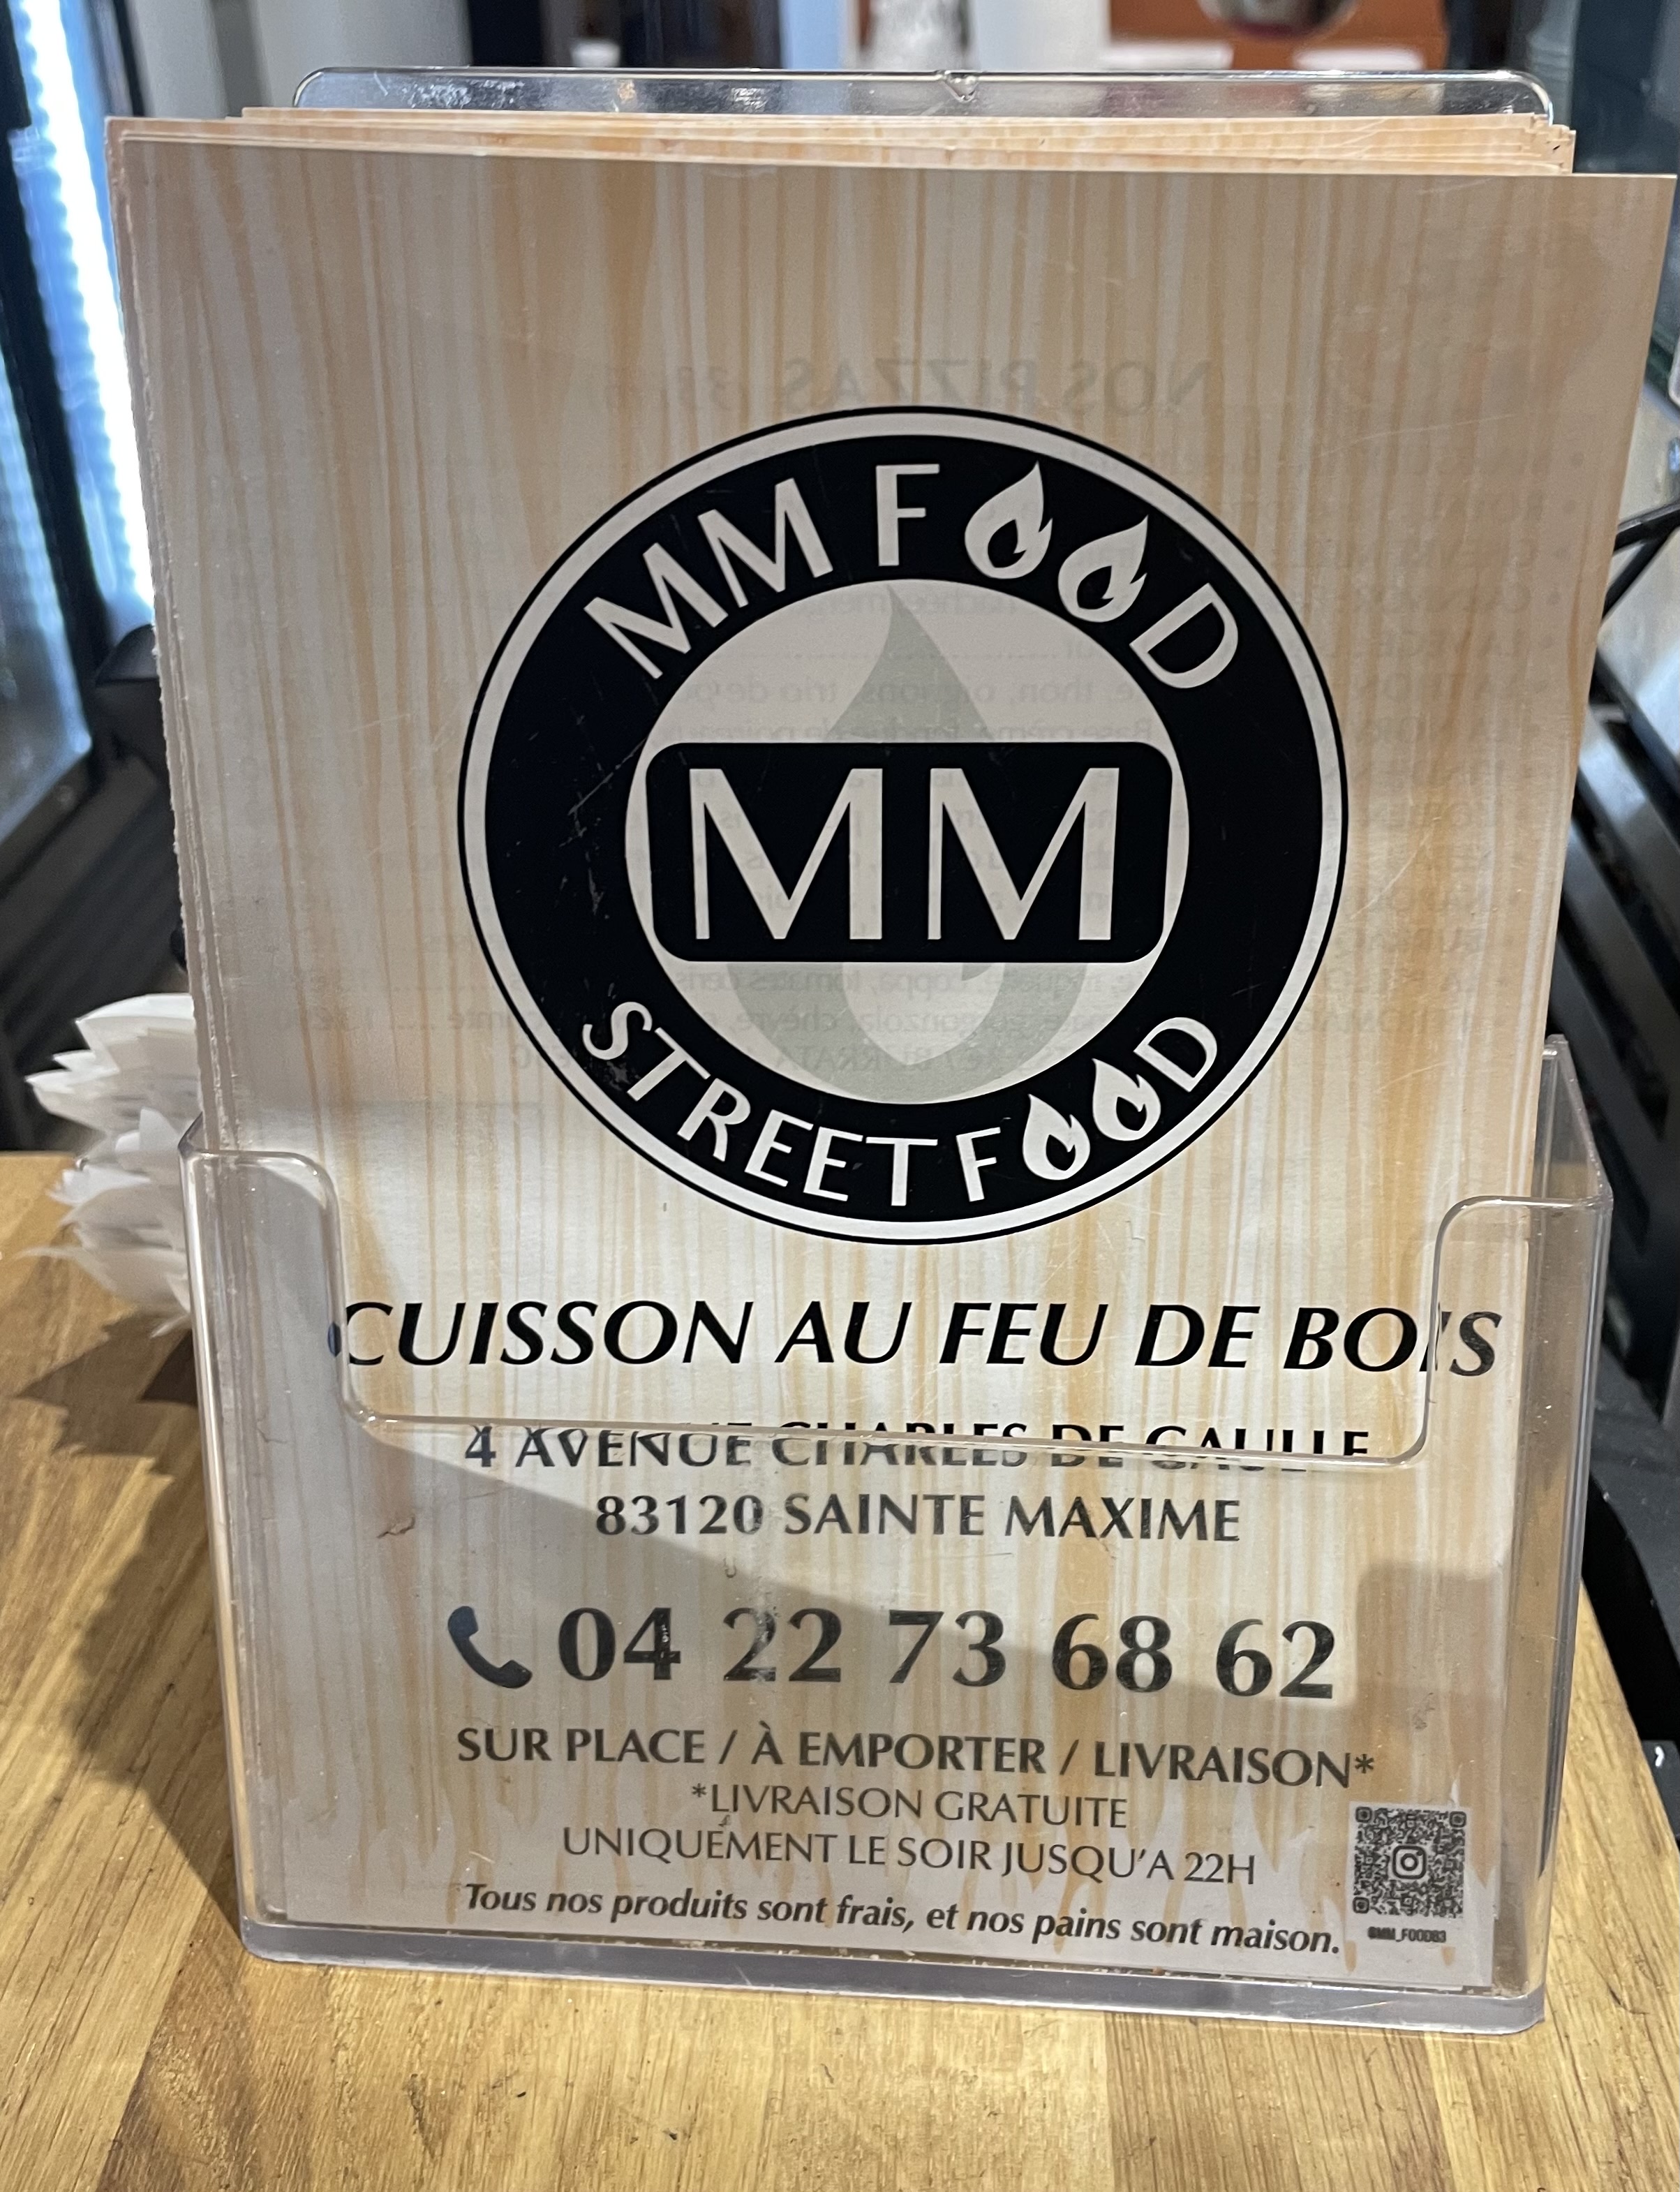 MM FOOD
MM
STREET FOOD
CUISSON AU FEU DE BOIS
4 AVENUE CHARLES DE GAULLE
83120 SAINTE MAXIME
04 22 73 68 62
SUR PLACE / À EMPORTER / LIVRAISON*
*LIVRAISON GRATUITE
UNIQUEMENT LE SOIR JUSQU'A 22H
Tous nos produits sont frais, et nos pains sont maison.
@MM_FOOD83